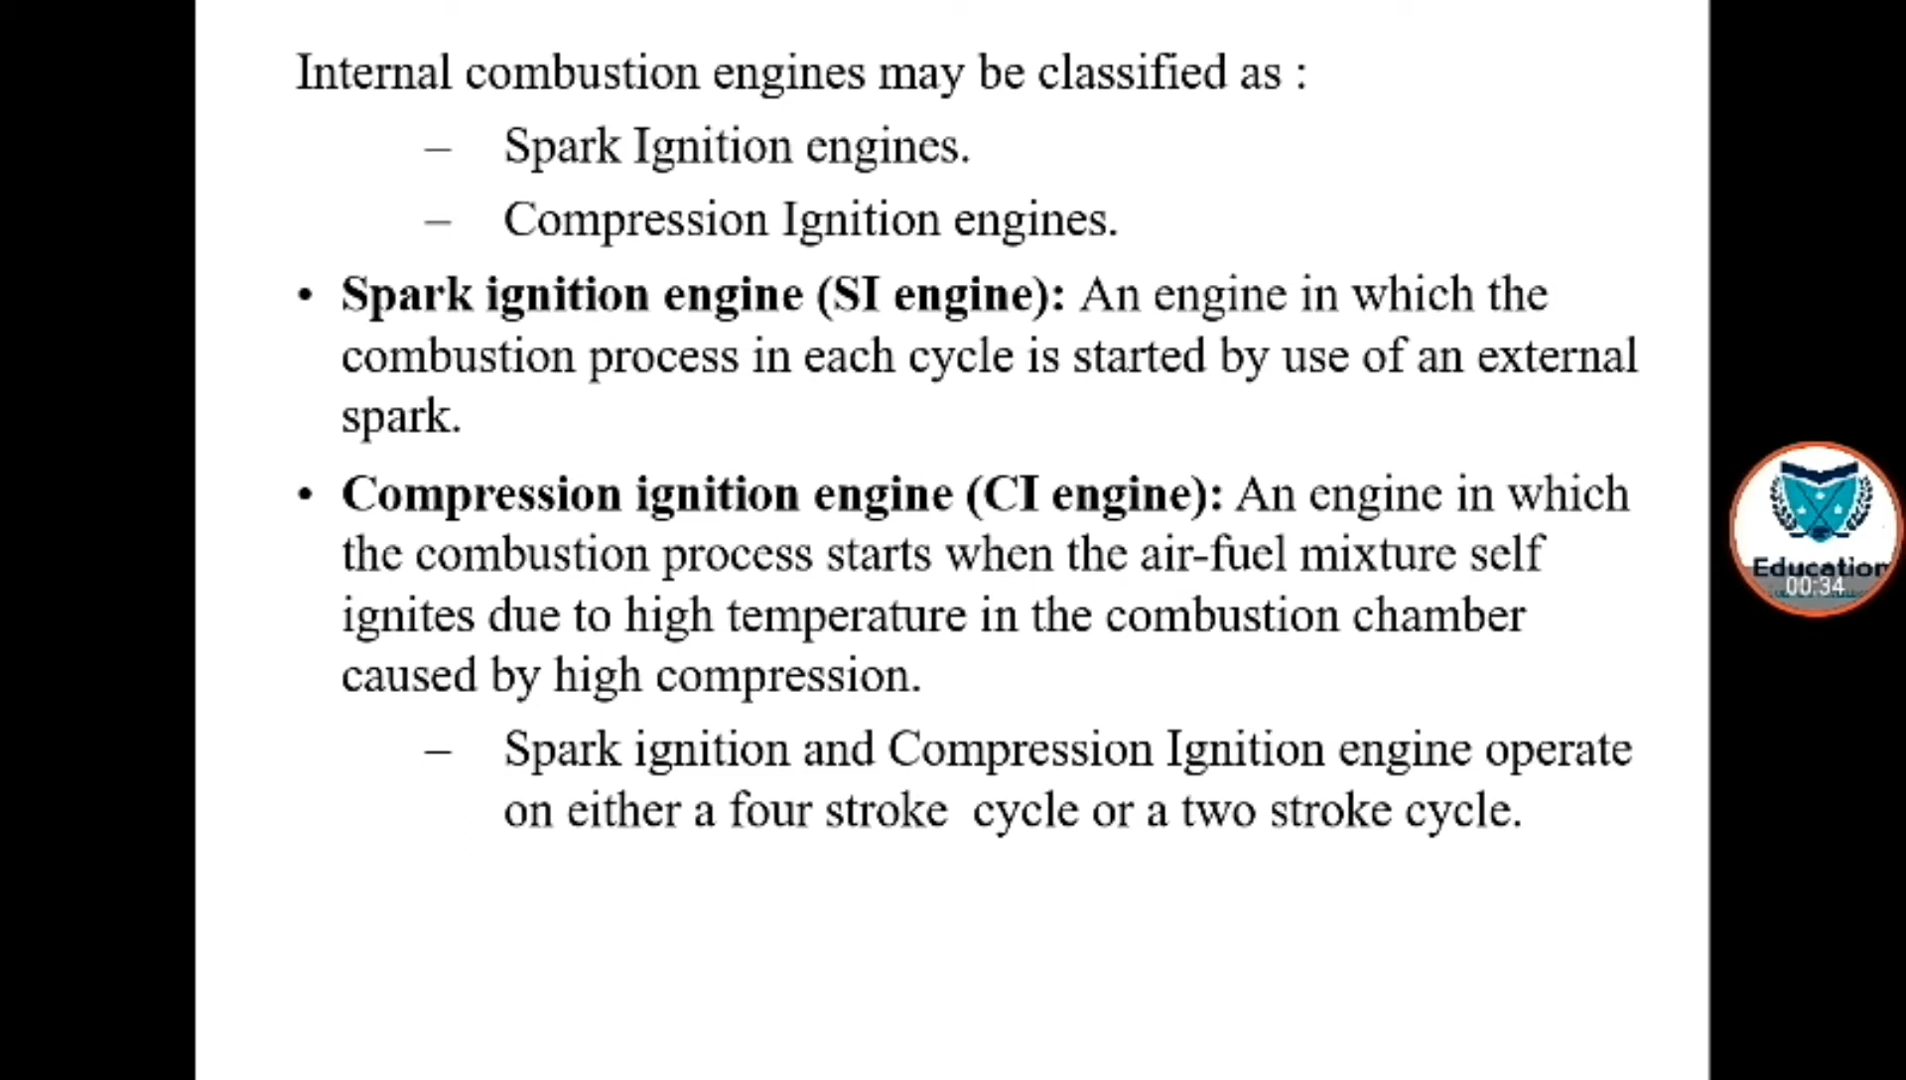 Internal combustion engines may be classified as :
– Spark Ignition engines.
– Compression Ignition engines.
• Spark ignition engine (SI engine): An engine in which the
combustion process in each cycle is started by use of an external
spark.
• Compression ignition engine (CI engine): An engine in which
the combustion process starts when the air-fuel mixture self
ignites due to high temperature in the combustion chamber
caused by high compression.
– Spark ignition and Compression Ignition engine operate
on either a four stroke cycle or a two stroke cycle.
Education
00:34